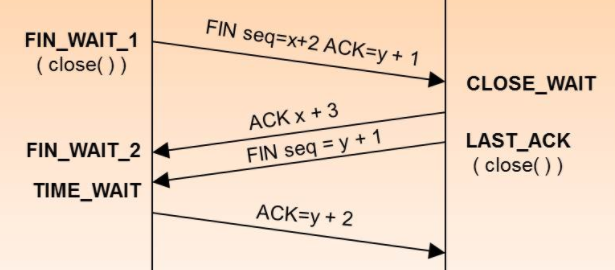 FIN seq=x+2 ACK=y + 1
FIN_WAIT_1
( close( ) )
CLOSE_WAIT
ACK x + 3
FIN_WAIT_2
FIN seq = y + 1
LAST_ACK
( close( ) )
TIME_WAIT
ACK=y + 2